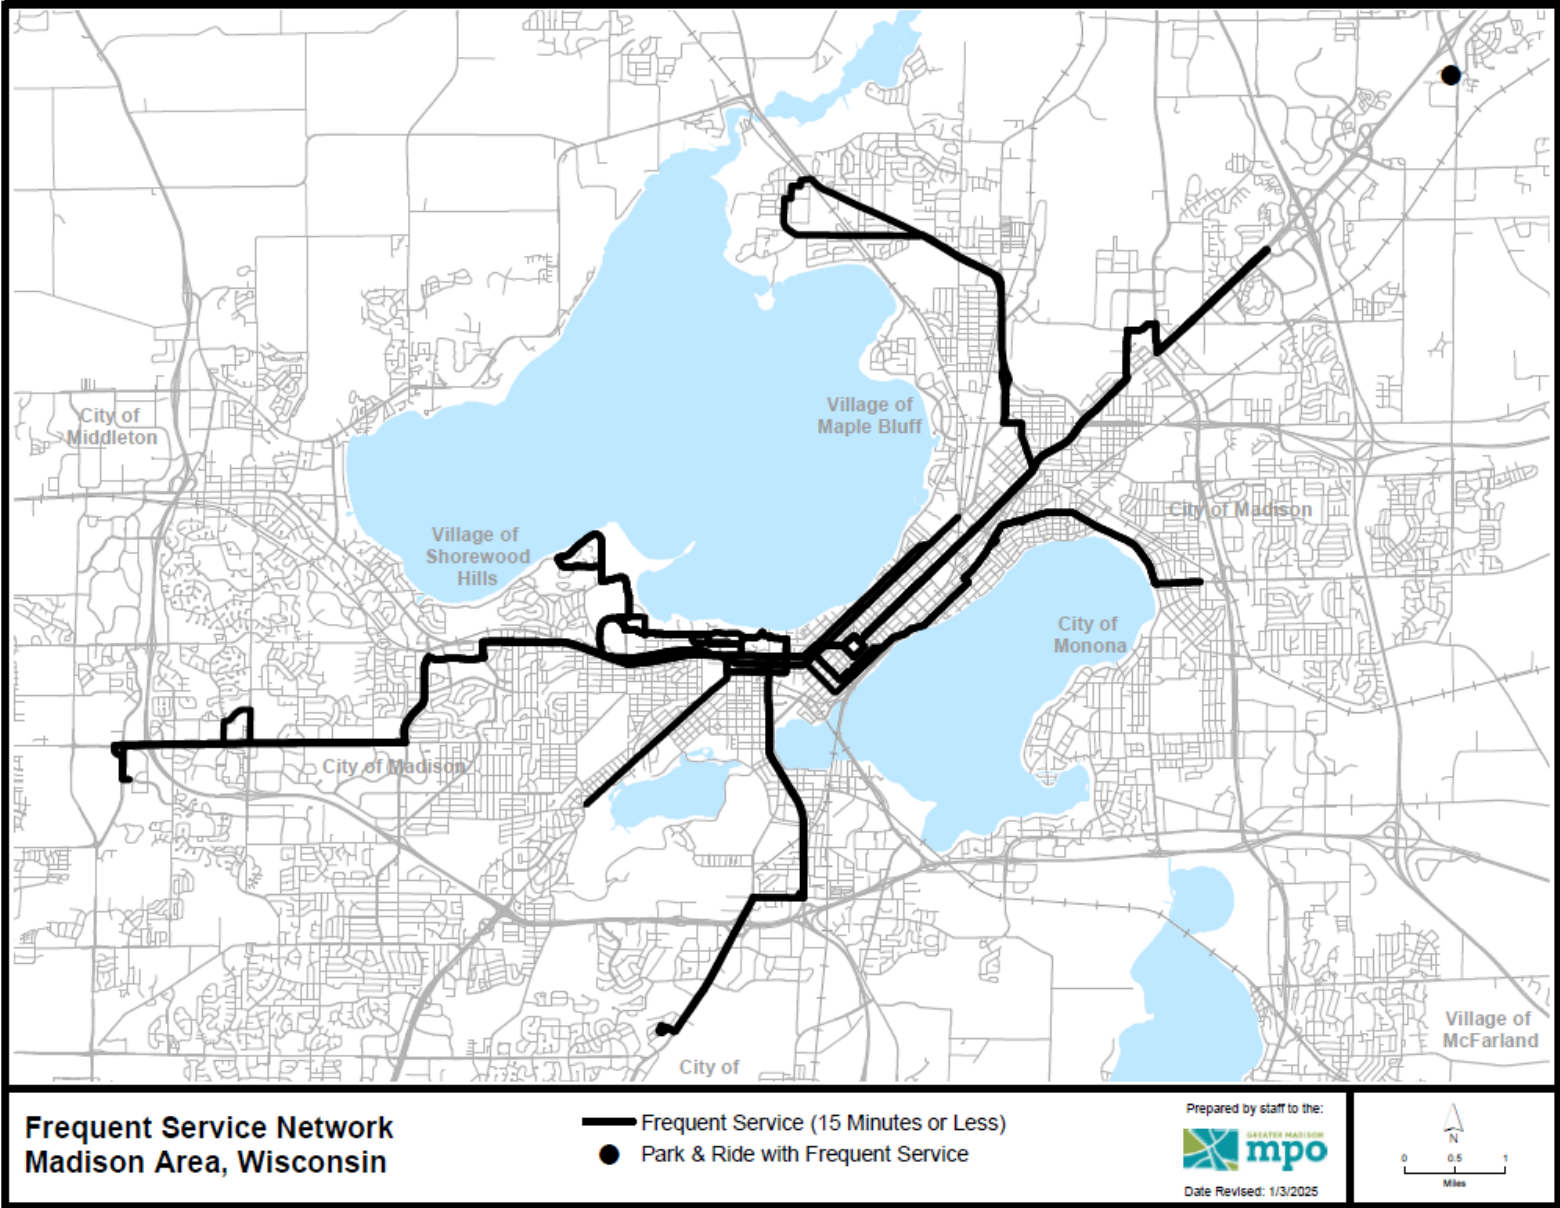 City of
Middleton
Village of
Maple Bluff
City of Madison
Village of
Shorewood
Hills
City of
Monona
City of Madison
Village of
McFarland
City of
Frequent Service Network
Madison Area, Wisconsin
Frequent Service (15 Minutes or Less)
Park & Ride with Frequent Service
Prepared by staff to the:
GREATER MADISON
mpo
Date Revised: 1/3/2025
N
0 0.5 1
Miles